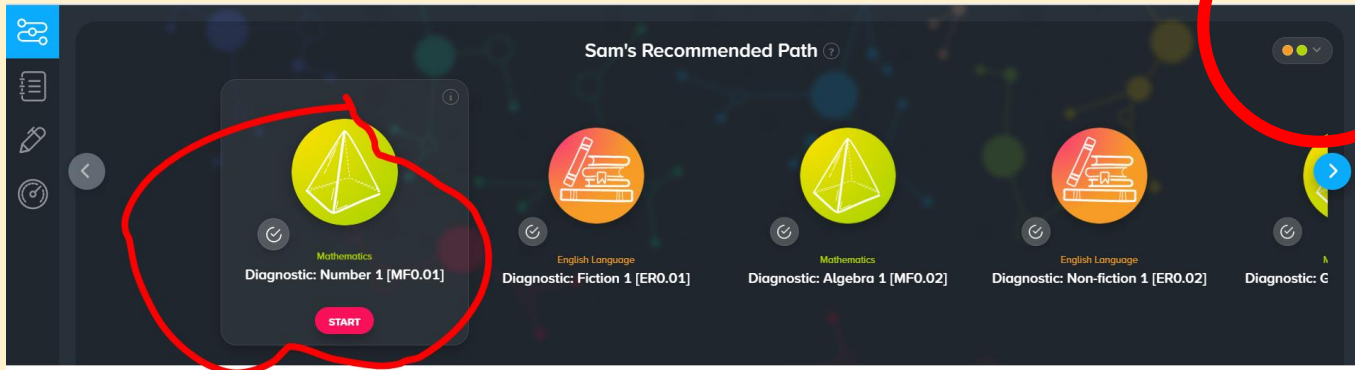 Sam's Recommended Path ?
i
Mathematics
Diagnostic: Number 1 [MF0.01]
START
English Language
Diagnostic: Fiction 1 [ER0.01]
Mathematics
Diagnostic: Algebra 1 [MF0.02]
English Language
Diagnostic: Non-fiction 1 [ER0.02]
Diagnostic: G